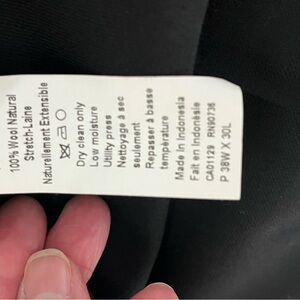 100% Wool Natural
Stretch-Laine
Naturellement Extensible
Dry clean only
Low moisture
Utility press
Nettoyage à sec
seulement
Repasser à basse
température
Made in Indonesia
Fait en Indonésie
CA01129 RN90736
P 38W X 30L